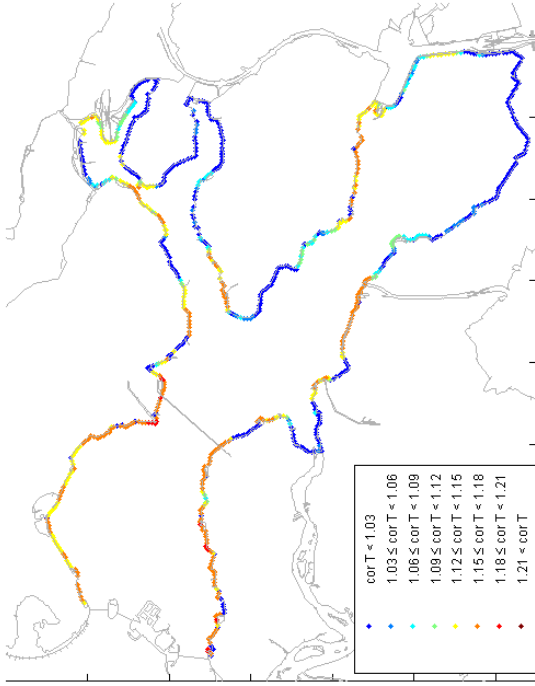 cor T < 1.03
1.03 ≤ cor T < 1.06
1.06 ≤ cor T < 1.09
1.09 ≤ cor T < 1.12
1.12 ≤ cor T < 1.15
1.15 ≤ cor T < 1.18
1.18 ≤ cor T < 1.21
1.21 < cor T